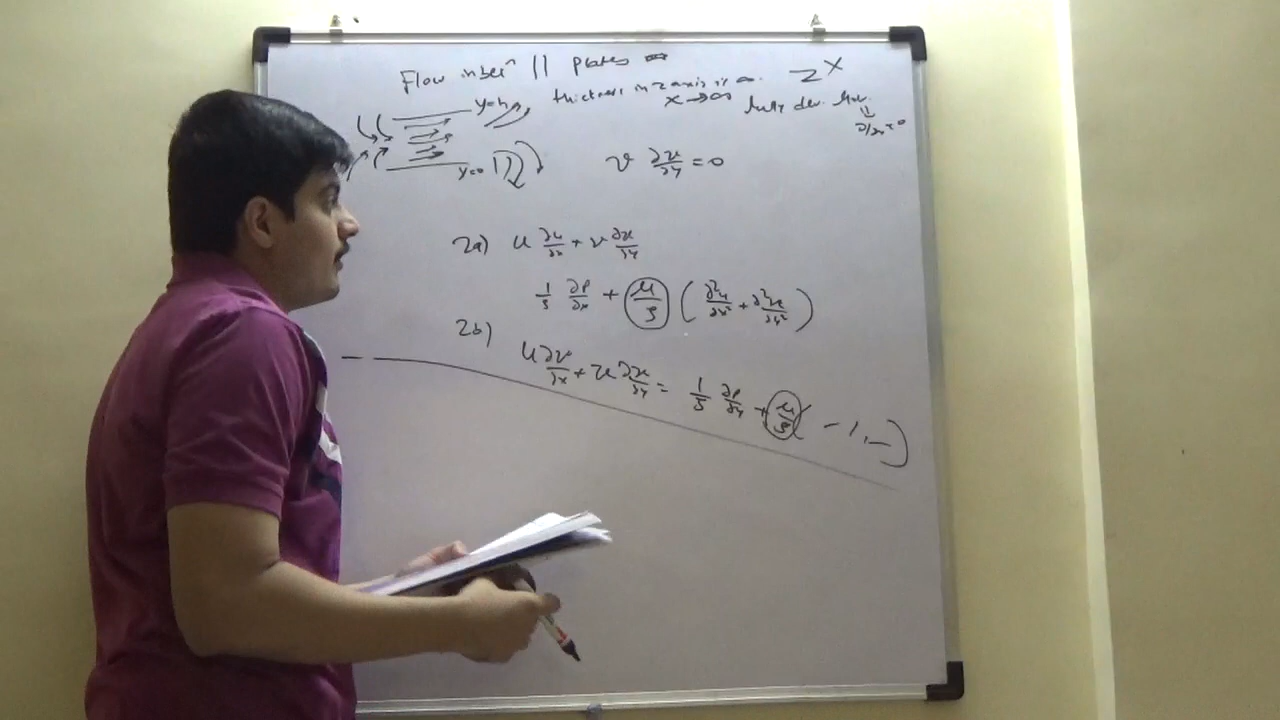 Flow inbetⁿ || plates
thickness in z axis is ∞. Z X
x → ∞ fully dev. flow.
⇓
y=h ∂/∂x=0
y=0
v ∂u/∂y = 0
2a) u ∂u/∂x + v ∂u/∂y
1/ρ ∂P/∂x + μ/ρ ( ∂²u/∂x² + ∂²u/∂y² )
2b)
u ∂v/∂x + v ∂v/∂y = 1/ρ ∂P/∂y + μ/ρ ( - , , - )